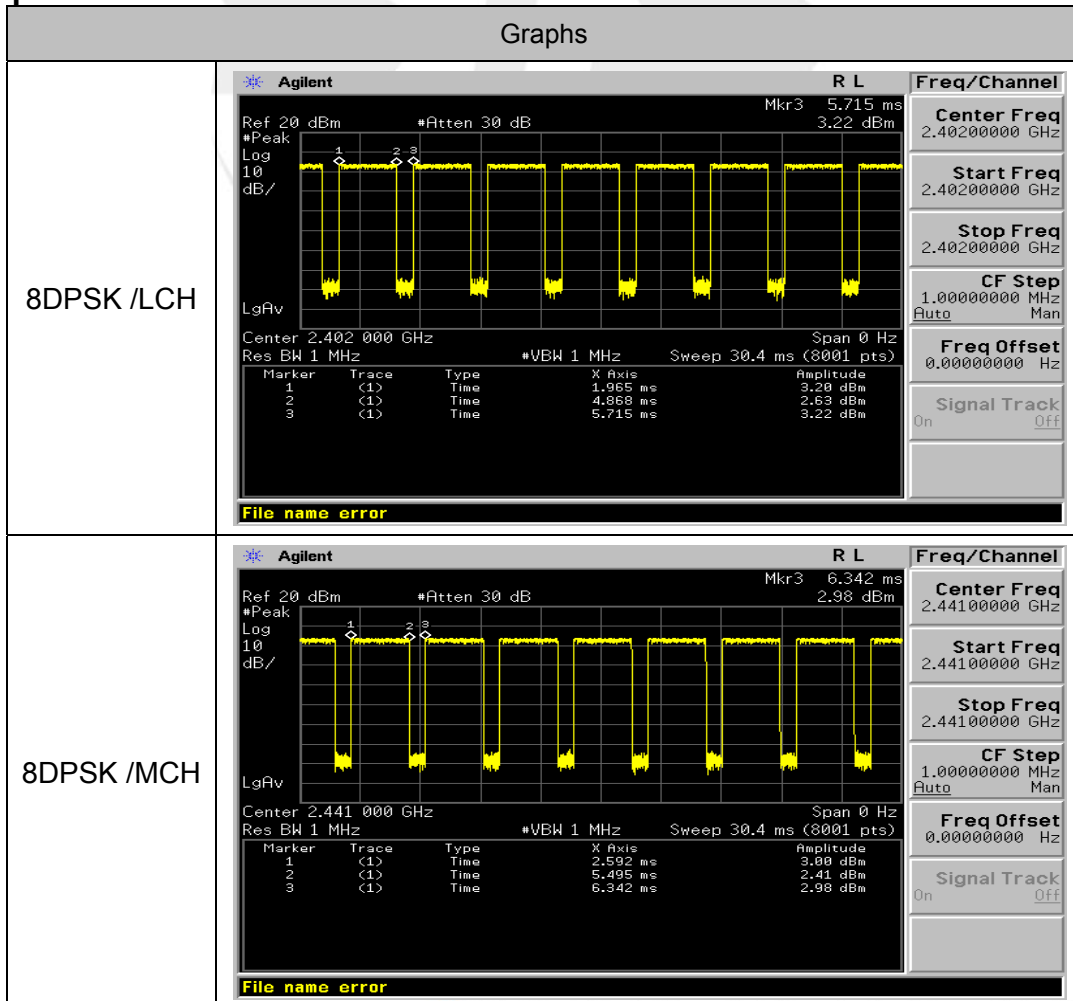 Graphs
8DPSK /LCH
Agilent R L Freq/Channel
Mkr3 5.715 ms
Ref 20 dBm #Atten 30 dB 3.22 dBm
#Peak
Log
10
dB/
1 2 3
LgAv
Center 2.402 000 GHz Span 0 Hz
Res BW 1 MHz #VBW 1 MHz Sweep 30.4 ms (8001 pts)
Marker Trace Type X Axis Amplitude
1 (1) Time 1.965 ms 3.20 dBm
2 (1) Time 4.868 ms 2.63 dBm
3 (1) Time 5.715 ms 3.22 dBm
File name error
Center Freq
2.40200000 GHz
Start Freq
2.40200000 GHz
Stop Freq
2.40200000 GHz
CF Step
1.00000000 MHz
Auto Man
Freq Offset
0.00000000 Hz
Signal Track
On Off
8DPSK /MCH
Agilent R L Freq/Channel
Mkr3 6.342 ms
Ref 20 dBm #Atten 30 dB 2.98 dBm
#Peak
Log
10
dB/
1 2 3
LgAv
Center 2.441 000 GHz Span 0 Hz
Res BW 1 MHz #VBW 1 MHz Sweep 30.4 ms (8001 pts)
Marker Trace Type X Axis Amplitude
1 (1) Time 2.592 ms 3.00 dBm
2 (1) Time 5.495 ms 2.41 dBm
3 (1) Time 6.342 ms 2.98 dBm
File name error
Center Freq
2.44100000 GHz
Start Freq
2.44100000 GHz
Stop Freq
2.44100000 GHz
CF Step
1.00000000 MHz
Auto Man
Freq Offset
0.00000000 Hz
Signal Track
On Off